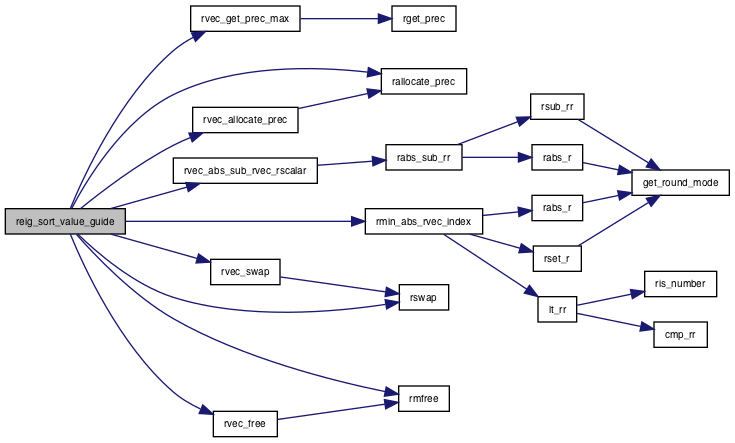 rvec_get_prec_max
rget_prec
rallocate_prec
rvec_allocate_prec
rsub_rr
rabs_sub_rr
rabs_r
rvec_abs_sub_rvec_rscalar
get_round_mode
rabs_r
reig_sort_value_guide
rmin_abs_rvec_index
rset_r
rvec_swap
ris_number
rswap
lt_rr
cmp_rr
rmfree
rvec_free